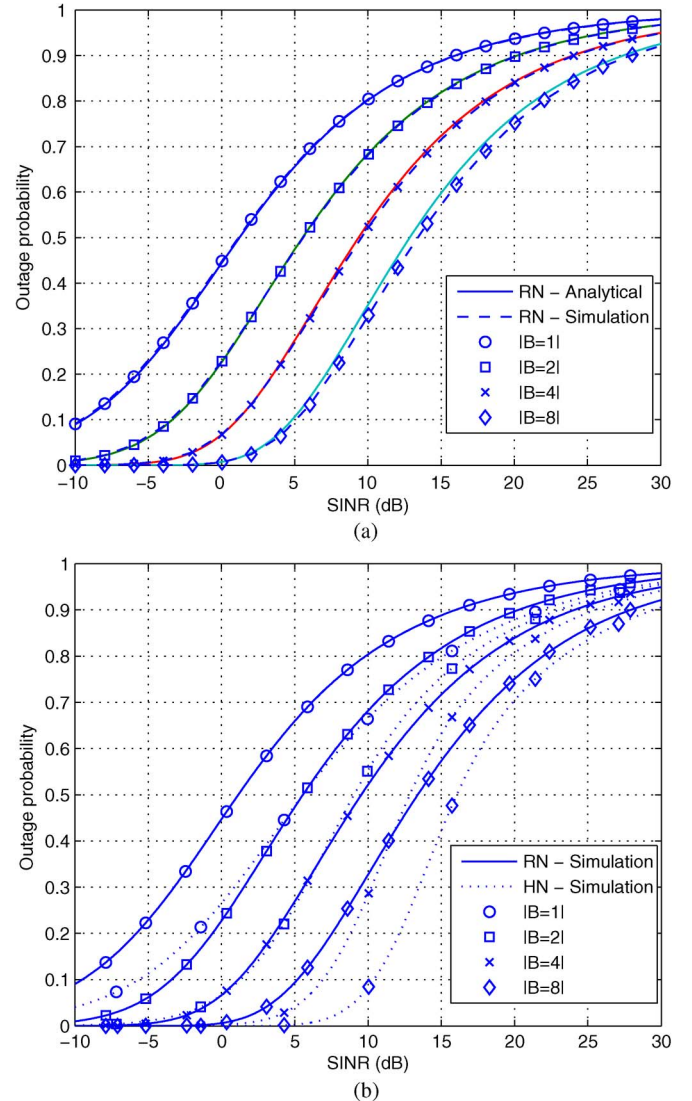 1
0.9
0.8
0.7
0.6
0.5
0.4
0.3
0.2
0.1
0
Outage probability
RN − Analytical
RN − Simulation
|B=1|
|B=2|
|B=4|
|B=8|
−10
−5
0
5
10
15
20
25
30
SINR (dB)
(a)
1
0.9
0.8
0.7
0.6
0.5
0.4
0.3
0.2
0.1
0
Outage probability
RN − Simulation
HN − Simulation
|B=1|
|B=2|
|B=4|
|B=8|
−10
−5
0
5
10
15
20
25
30
SINR (dB)
(b)